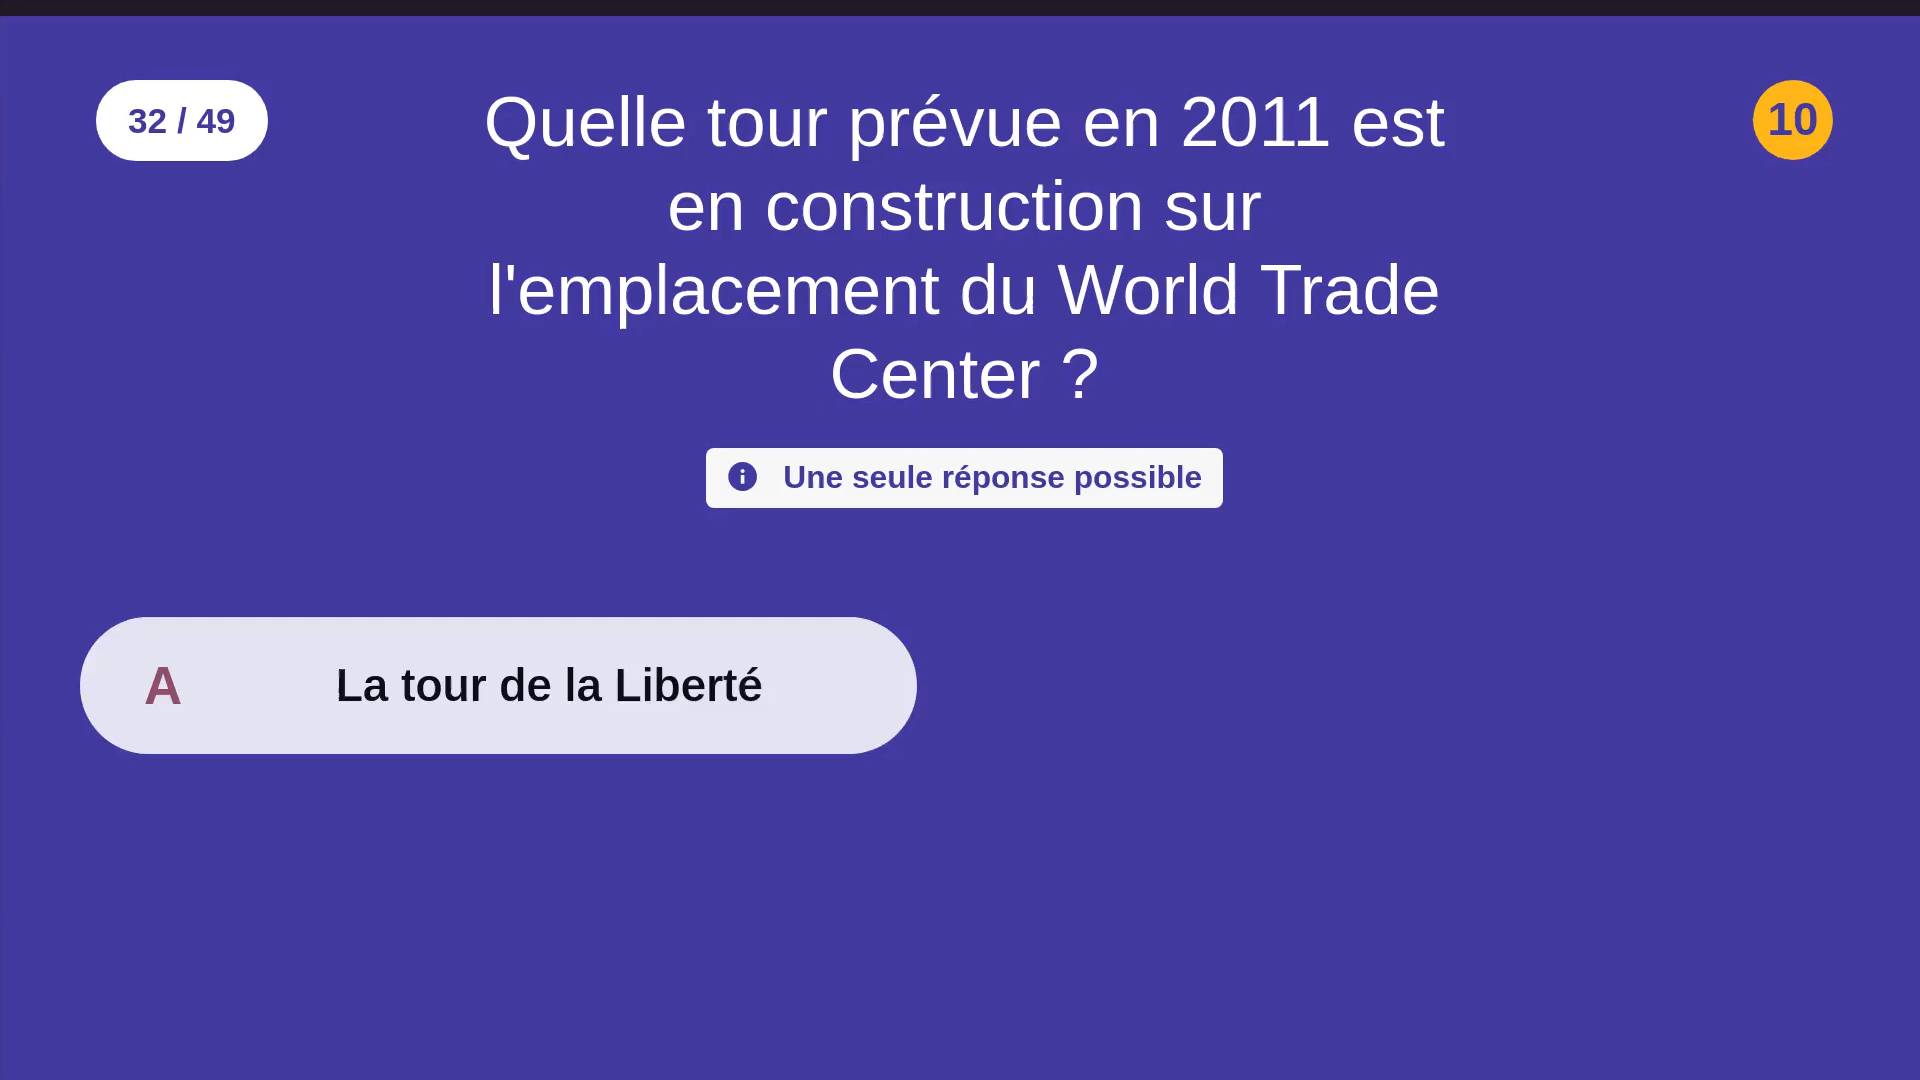 32 / 49
Quelle tour prévue en 2011 est
en construction sur
l'emplacement du World Trade
Center ?
10
Une seule réponse possible
A La tour de la Liberté